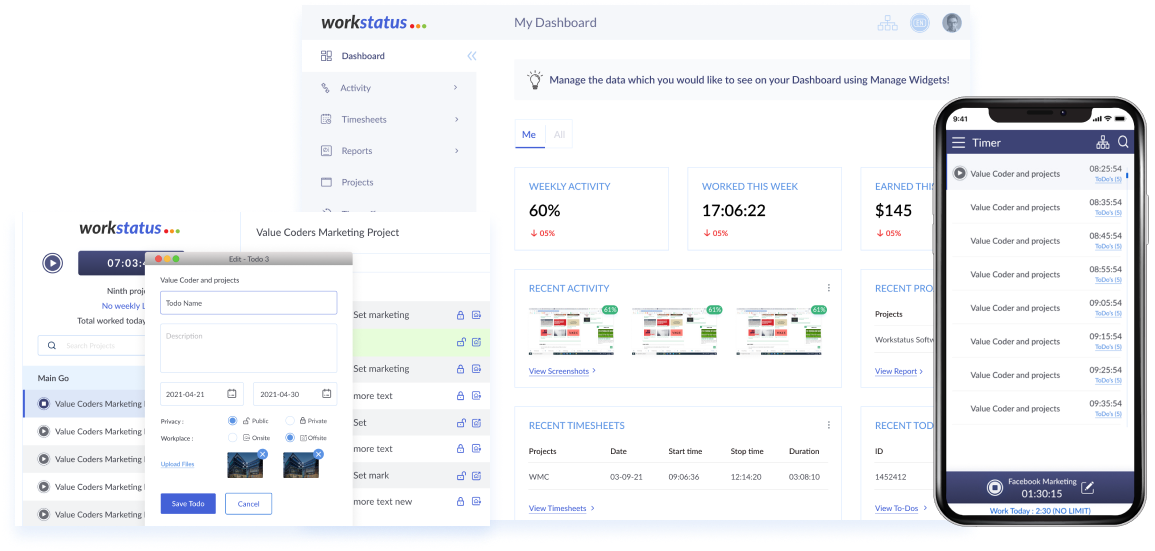 workstatus
My Dashboard
Dashboard
Manage the data which you would like to see on your Dashboard using Manage Widgets!
Activity
Timesheets
Reports
Projects
Me
All
WEEKLY ACTIVITY
60%
05%
WORKED THIS WEEK
17:06:22
05%
EARNED THIS
$145
05%
RECENT ACTIVITY
61%
61%
61%
View Screenshots
RECENT PRO
Projects
Workstatus Softw
View Report
RECENT TIMESHEETS
Projects Date Start time Stop time Duration
WMC 03-09-21 09:06:36 12:14:20 03:08:10
View Timesheets
RECENT TOD
ID
1452412
View To-Dos
workstatus
Value Coders Marketing Project
07:03:4
Ninth proj
No weekly L
Total worked today
Search Projects
Main Go
Value Coders Marketing
Value Coders Marketing
Value Coders Marketing
Value Coders Marketing
Value Coders Marketing
Set marketing
Set marketing
more text
Set
more text
Set mark
more text new
Edit - Todo 3
Value Coder and projects
Todo Name
Description
2021-04-21
2021-04-30
Privacy :
Public
Private
Workplace :
Onsite
Offsite
Upload Files
Save Todo
Cancel
9:41
Timer
Value Coder and projects
08:25:54
ToDo's (5)
Value Coder and projects
08:35:54
ToDo's (5)
Value Coder and projects
08:45:54
ToDo's (5)
Value Coder and projects
08:55:54
ToDo's (5)
Value Coder and projects
09:05:54
ToDo's (5)
Value Coder and projects
09:15:54
ToDo's (5)
Value Coder and projects
09:25:54
ToDo's (5)
Value Coder and projects
09:35:54
ToDo's (5)
Facebook Marketing
01:30:15
Work Today : 2:30 (NO LIMIT)